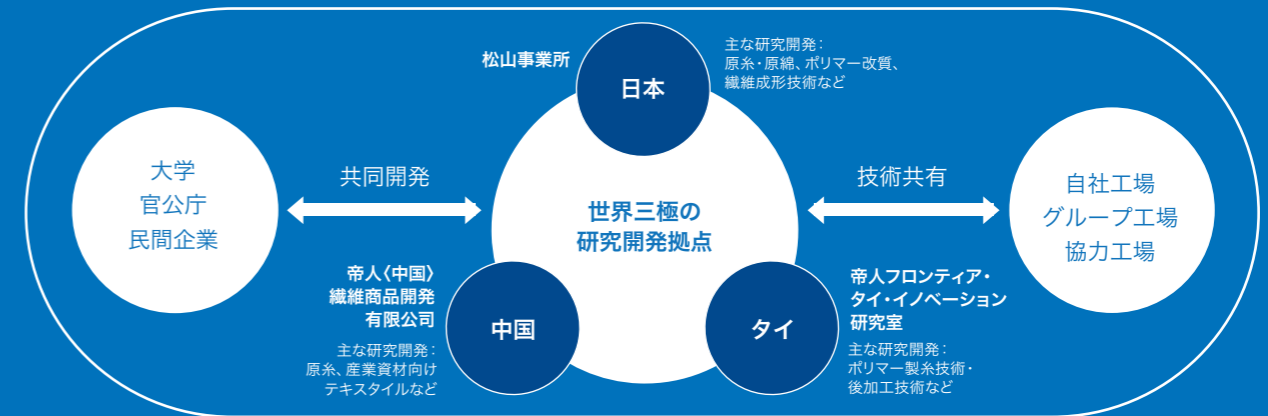 大学
官公庁
民間企業
共同開発
松山事業所
日本
主な研究開発：
原糸・原綿、ポリマー改質、
繊維成形技術など
世界三極の
研究開発拠点
帝人〈中国〉
繊維商品開発
有限公司
主な研究開発：
原糸、産業資材向け
テキスタイルなど
中国
タイ
帝人フロンティア・
タイ・イノベーション
研究室
主な研究開発：
ポリマー製糸技術・
後加工技術など
技術共有
自社工場
グループ工場
協力工場